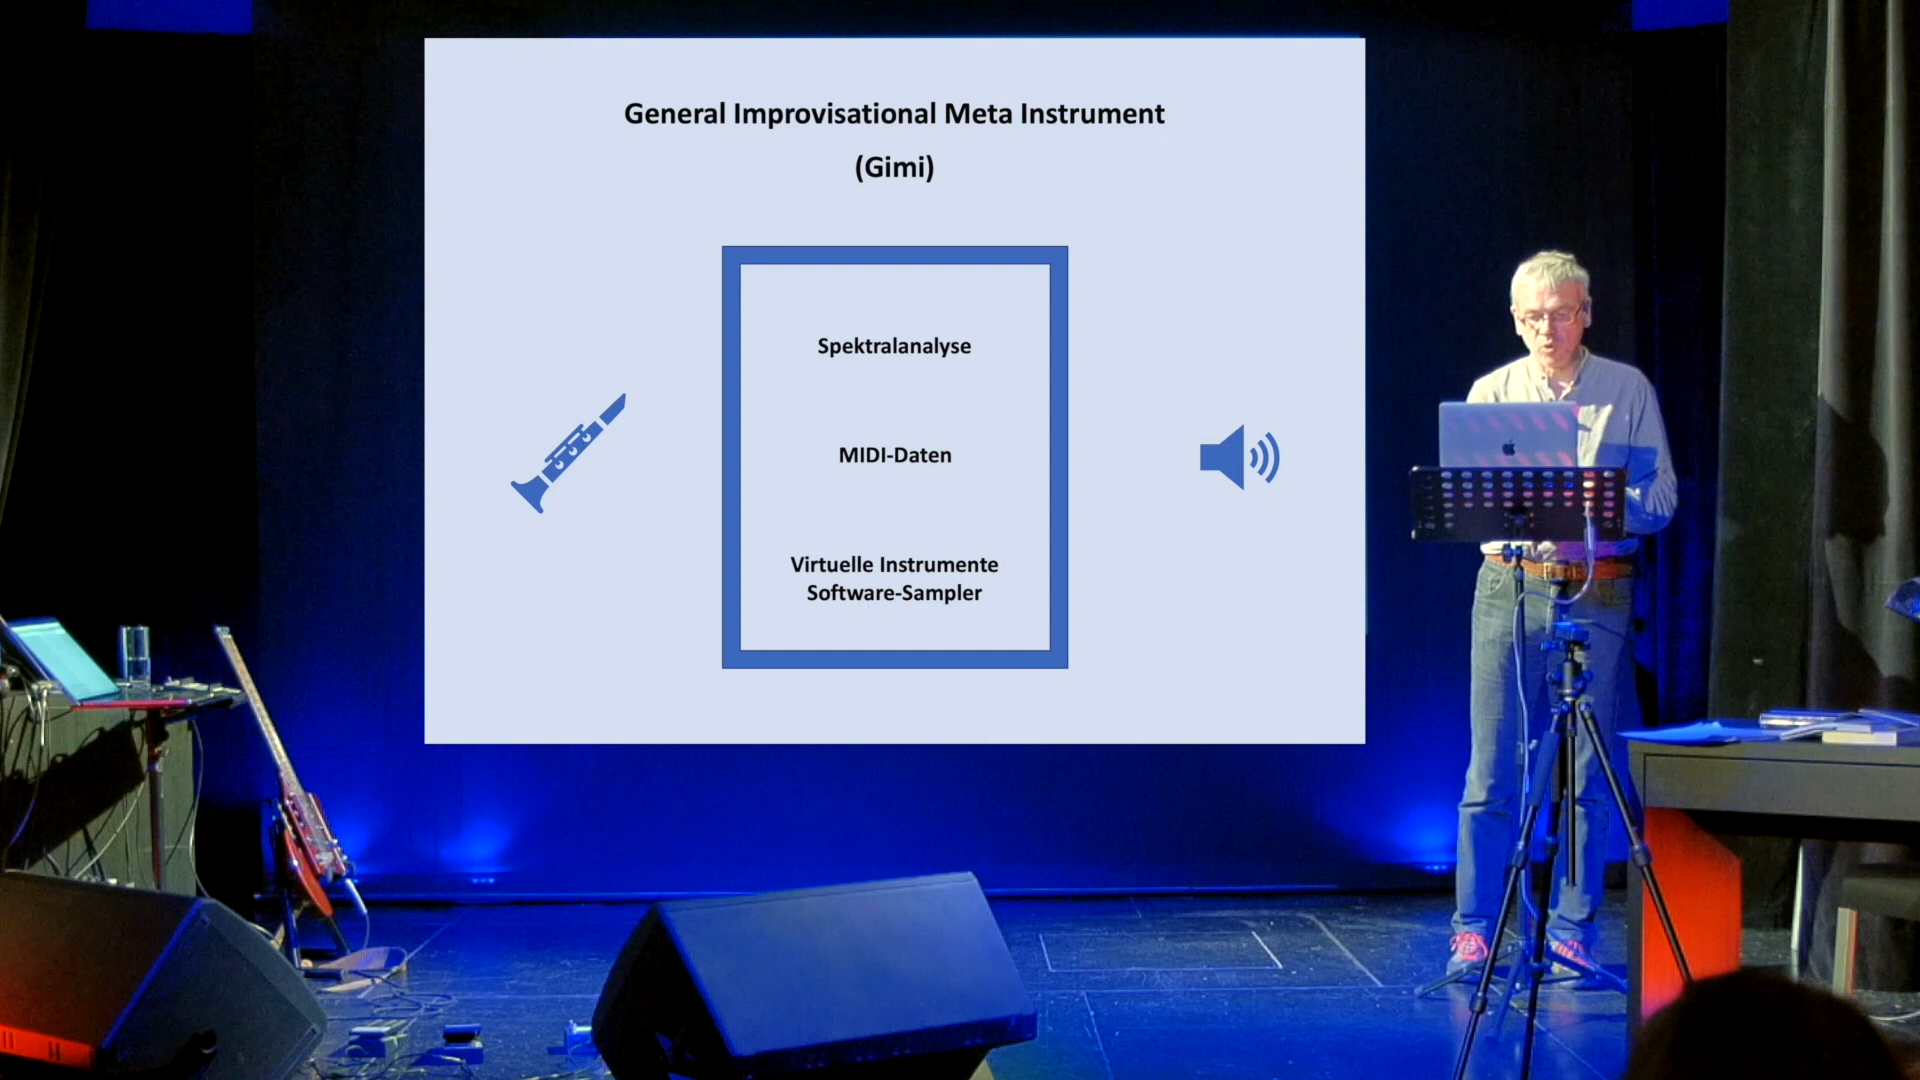 General Improvisational Meta Instrument
(Gimi)
Spektralanalyse
MIDI-Daten
Virtuelle Instrumente
Software-Sampler